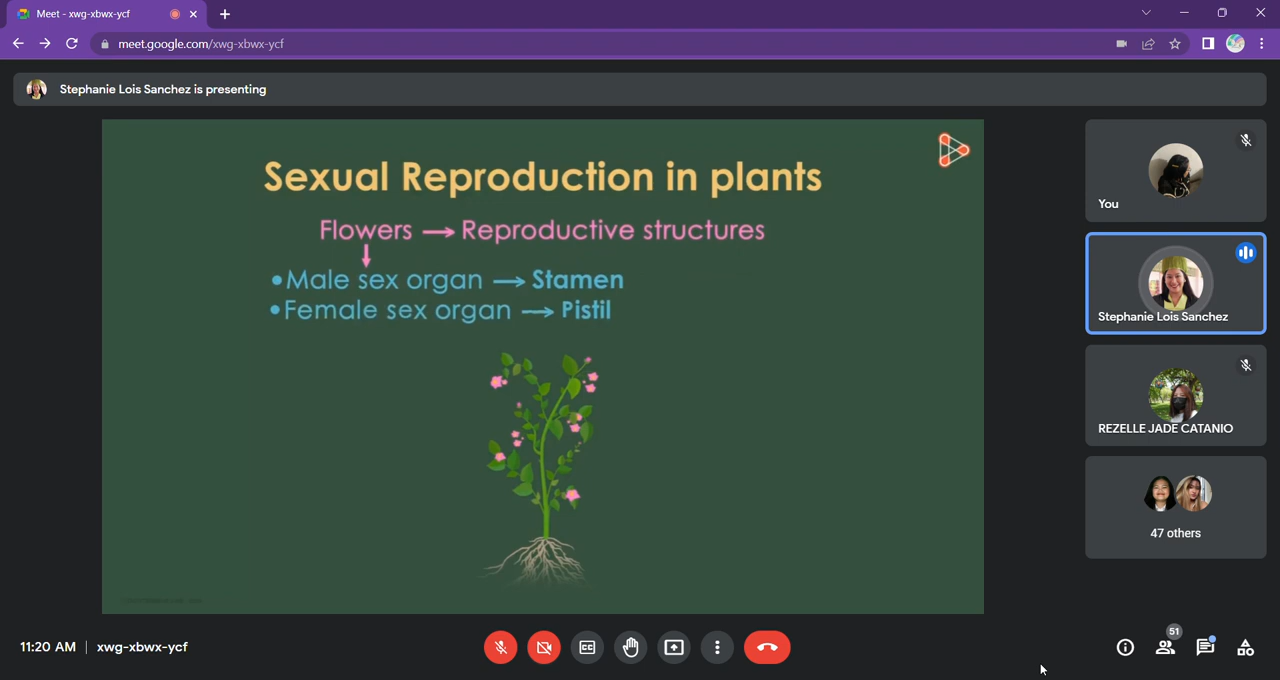 Meet - xwg-xbwx-ycf
meet.google.com/xwg-xbwx-ycf
Stephanie Lois Sanchez is presenting
Sexual Reproduction in plants
Flowers → Reproductive structures
•Male sex organ → Stamen
•Female sex organ → Pistil
You
Stephanie Lois Sanchez
REZELLE JADE CATANIO
47 others
11:20 AM | xwg-xbwx-ycf
CC
51